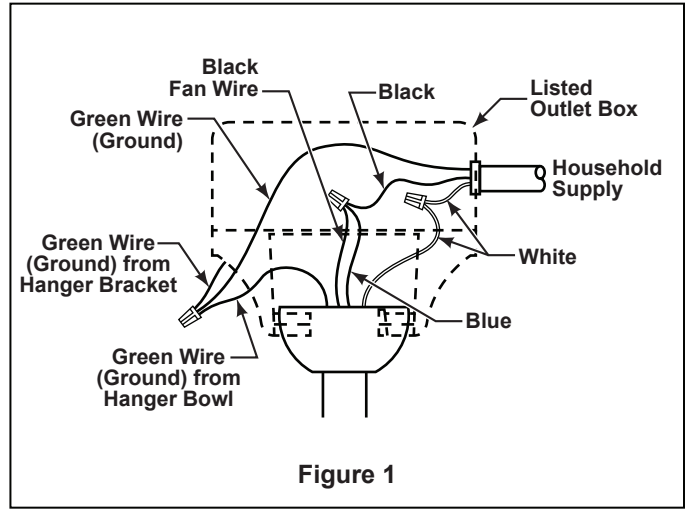 Black
Fan Wire
Black
Listed
Outlet Box
Green Wire
(Ground)
Household
Supply
Green Wire
(Ground) from
Hanger Bracket
White
Blue
Green Wire
(Ground) from
Hanger Bowl
Figure 1